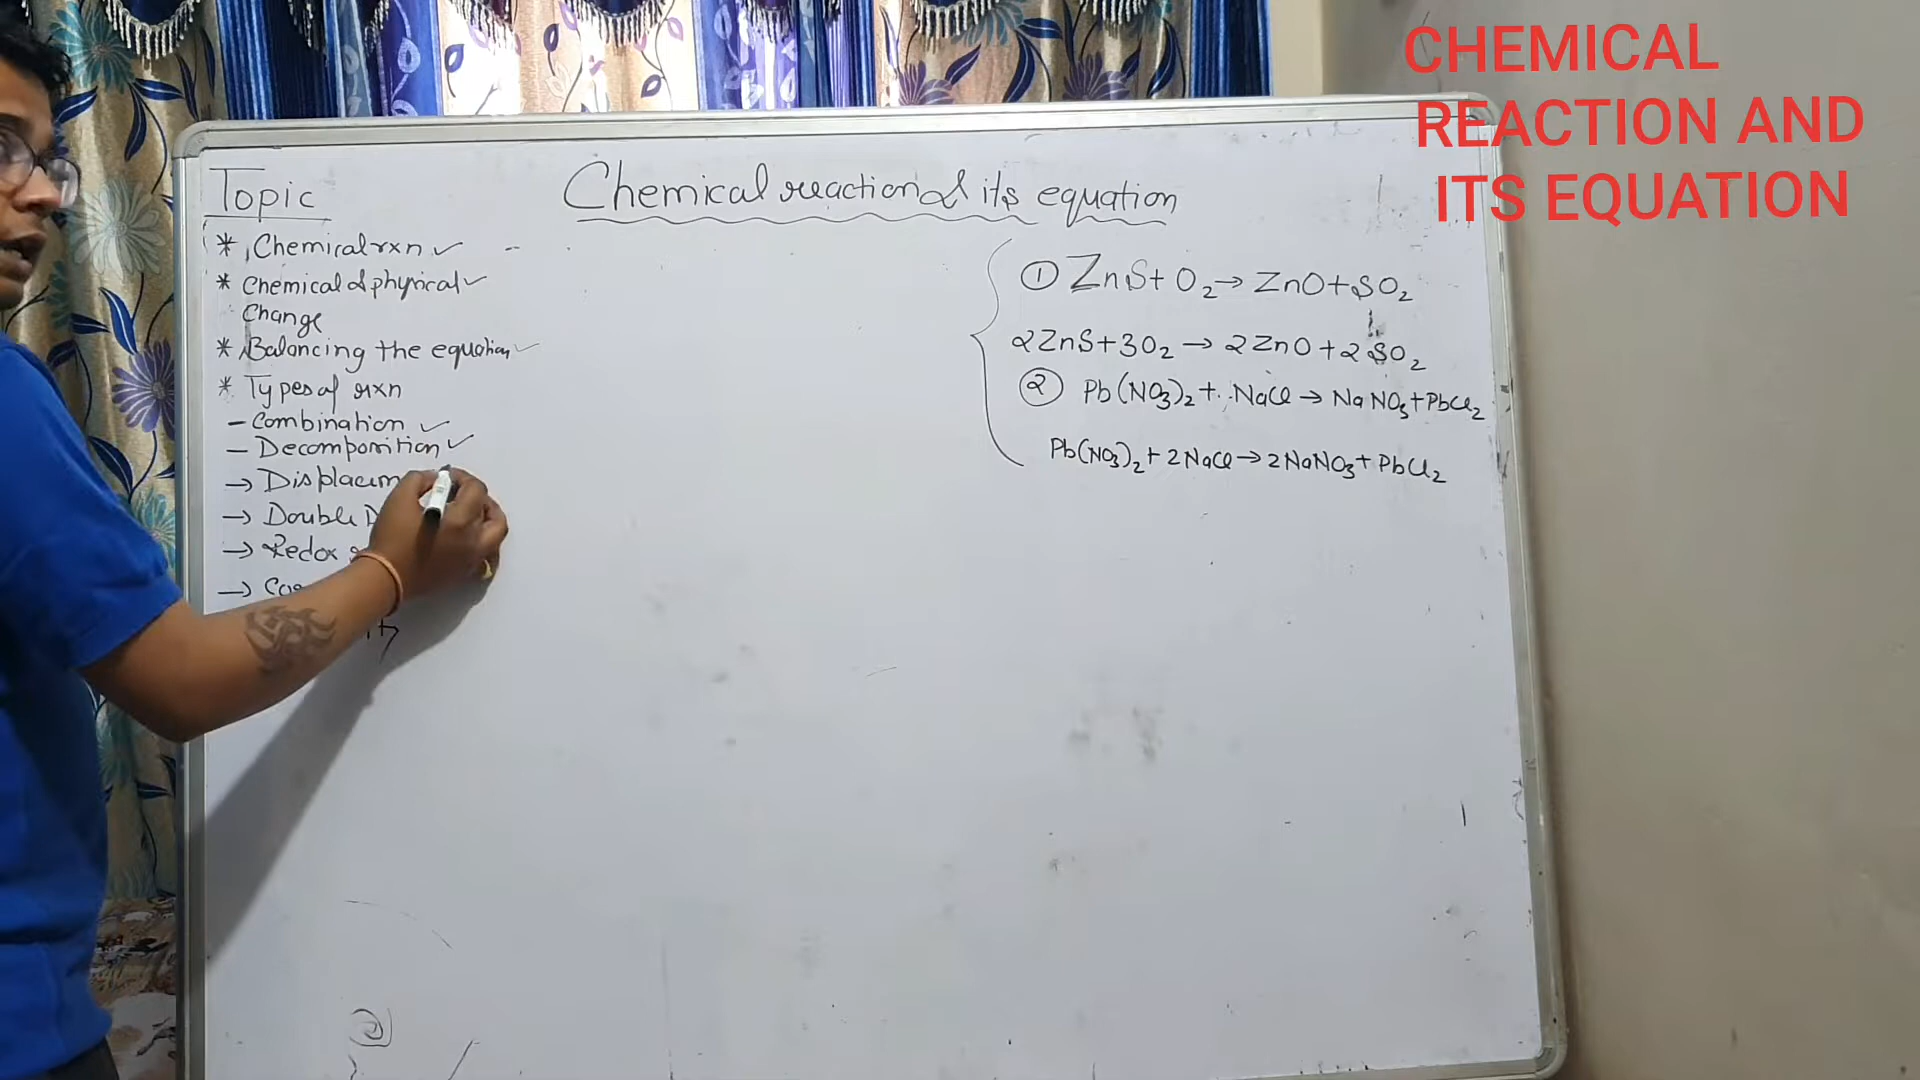 CHEMICAL
REACTION AND
ITS EQUATION
Topic
Chemical reaction & its equation
* Chemical rxn ✓
* Chemical & physical ✓
Change
* Balancing the equation ✓
* Types of rxn
- Combination ✓
- Decomposition ✓
→ Displacem
→ Double D
→ Redox
① ZnS + O₂ → ZnO + SO₂
2ZnS + 3O₂ → 2ZnO + 2SO₂
② Pb(NO₃)₂ + NaCl → NaNO₃ + PbCl₂
Pb(NO₃)₂ + 2NaCl → 2NaNO₃ + PbCl₂